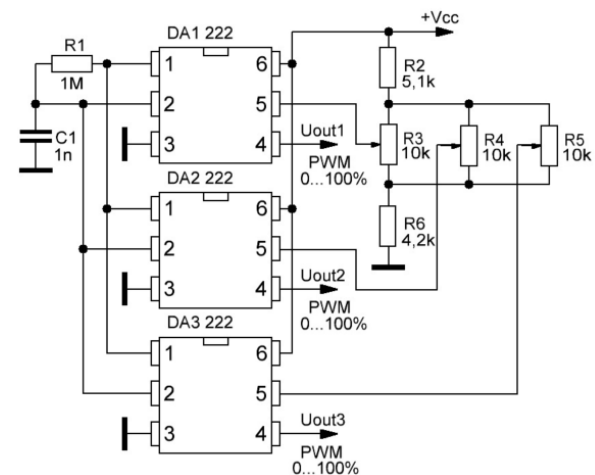 +Vcc
DA1 222
R1
1M
C1
1n
1
2
3
6
5
4
Uout1
PWM
0...100%
R2
5,1k
R3
10k
R4
10k
R5
10k
R6
4,2k
DA2 222
1
2
3
6
5
4
Uout2
PWM
0...100%
DA3 222
1
2
3
6
5
4
Uout3
PWM
0...100%